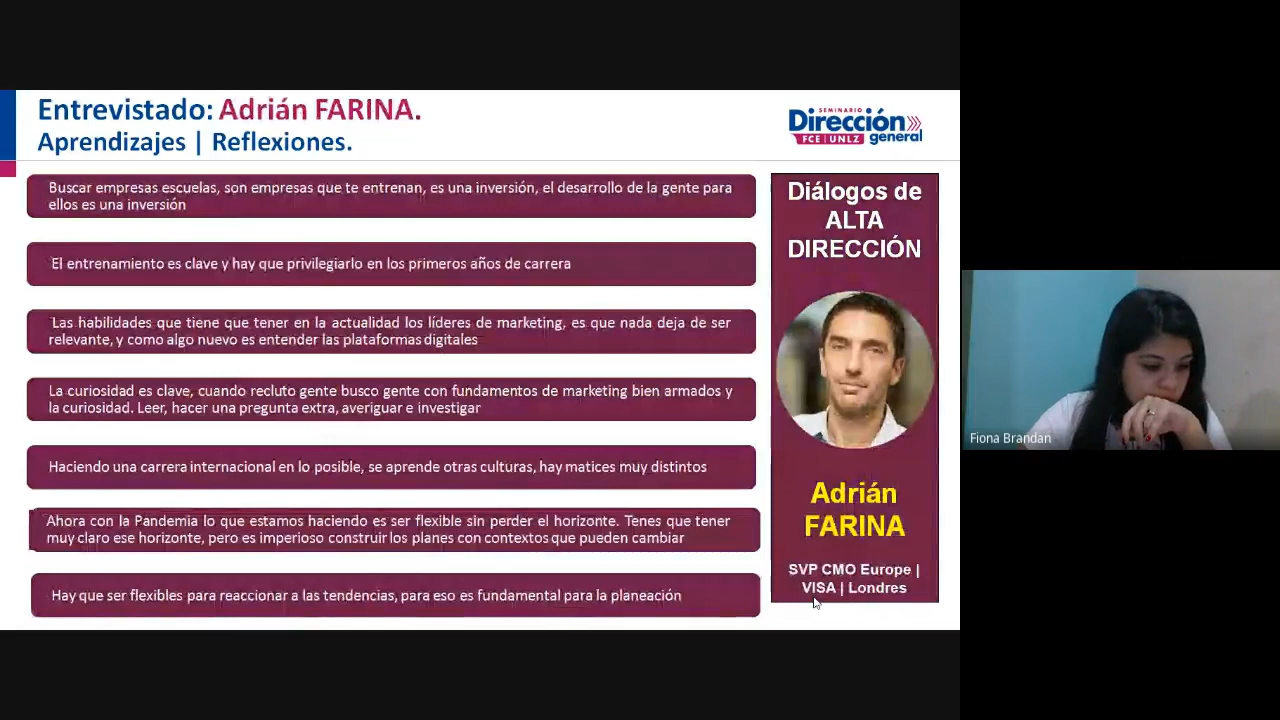 Entrevistado: Adrián FARINA.
Aprendizajes | Reflexiones.
SEMINARIO
Dirección
FCE | UNLZ general
Buscar empresas escuelas, son empresas que te entrenan, es una inversión, el desarrollo de la gente para
ellos es una inversión
El entrenamiento es clave y hay que privilegiarlo en los primeros años de carrera
Las habilidades que tiene que tener en la actualidad los líderes de marketing, es que nada deja de ser
relevante, y como algo nuevo es entender las plataformas digitales
La curiosidad es clave, cuando recluto gente busco gente con fundamentos de marketing bien armados y
la curiosidad. Leer, hacer una pregunta extra, averiguar e investigar
Haciendo una carrera internacional en lo posible, se aprende otras culturas, hay matices muy distintos
Ahora con la Pandemia lo que estamos haciendo es ser flexible sin perder el horizonte. Tenes que tener
muy claro ese horizonte, pero es imperioso construir los planes con contextos que pueden cambiar
Hay que ser flexibles para reaccionar a las tendencias, para eso es fundamental para la planeación
Diálogos de
ALTA
DIRECCIÓN
Adrián
FARINA
SVP CMO Europe |
VISA | Londres
Fiona Brandan